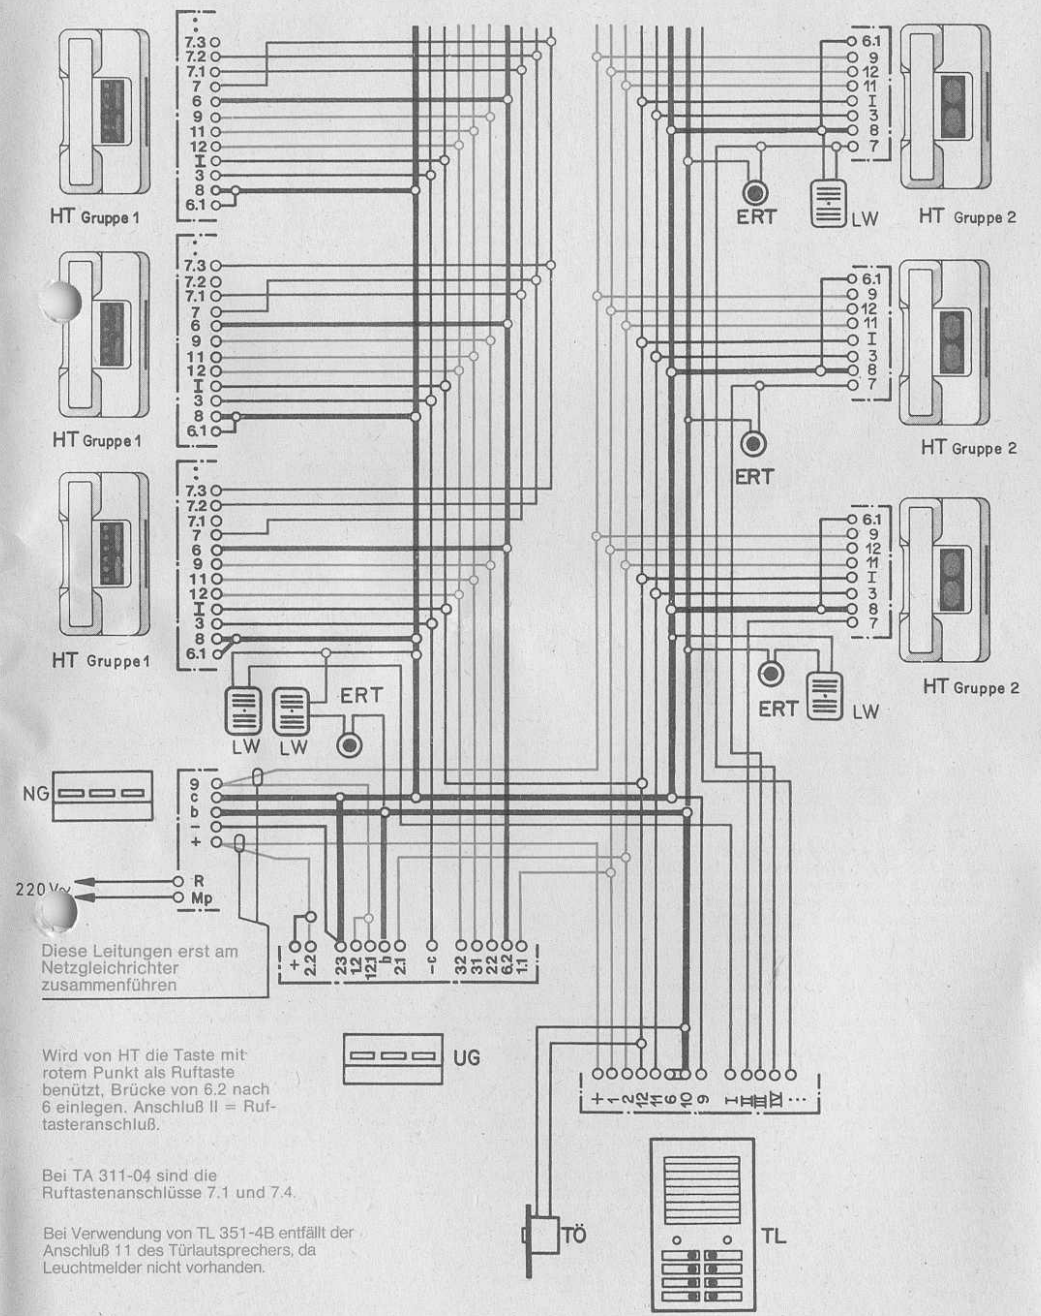 7.3
7.2
7.1
7
6
9
11
12
I
3
8
6.1
HT Gruppe 1
7.3
7.2
7.1
7
6
9
11
12
I
3
8
6.1
HT Gruppe 1
7.3
7.2
7.1
7
6
9
11
12
I
3
8
6.1
HT Gruppe 1
6.1
9
12
11
I
3
8
7
ERT
LW
HT Gruppe 2
6.1
9
12
11
I
3
8
7
ERT
HT Gruppe 2
6.1
9
12
11
I
3
8
7
ERT
LW
HT Gruppe 2
LW
LW
ERT
NG
9
c
b
-
+
R
Mp
220 V~
Diese Leitungen erst am
Netzgleichrichter
zusammenführen
+ 2.2 23 1.2 12.1 b 2.1 -c 32 31 22 6.2 1.1
UG
Wird von HT die Taste mit
rotem Punkt als Ruftaste
benützt, Brücke von 6.2 nach
6 einlegen. Anschluß II = Ruf-
tasteranschluß.
Bei TA 311-04 sind die
Ruftastenanschlüsse 7.1 und 7.4.
Bei Verwendung von TL 351-4B entfällt der
Anschluß 11 des Türlautsprechers, da
Leuchtmelder nicht vorhanden.
+ 1 2 12 11 6 I 10 9 I II III IV ...
TÖ
TL